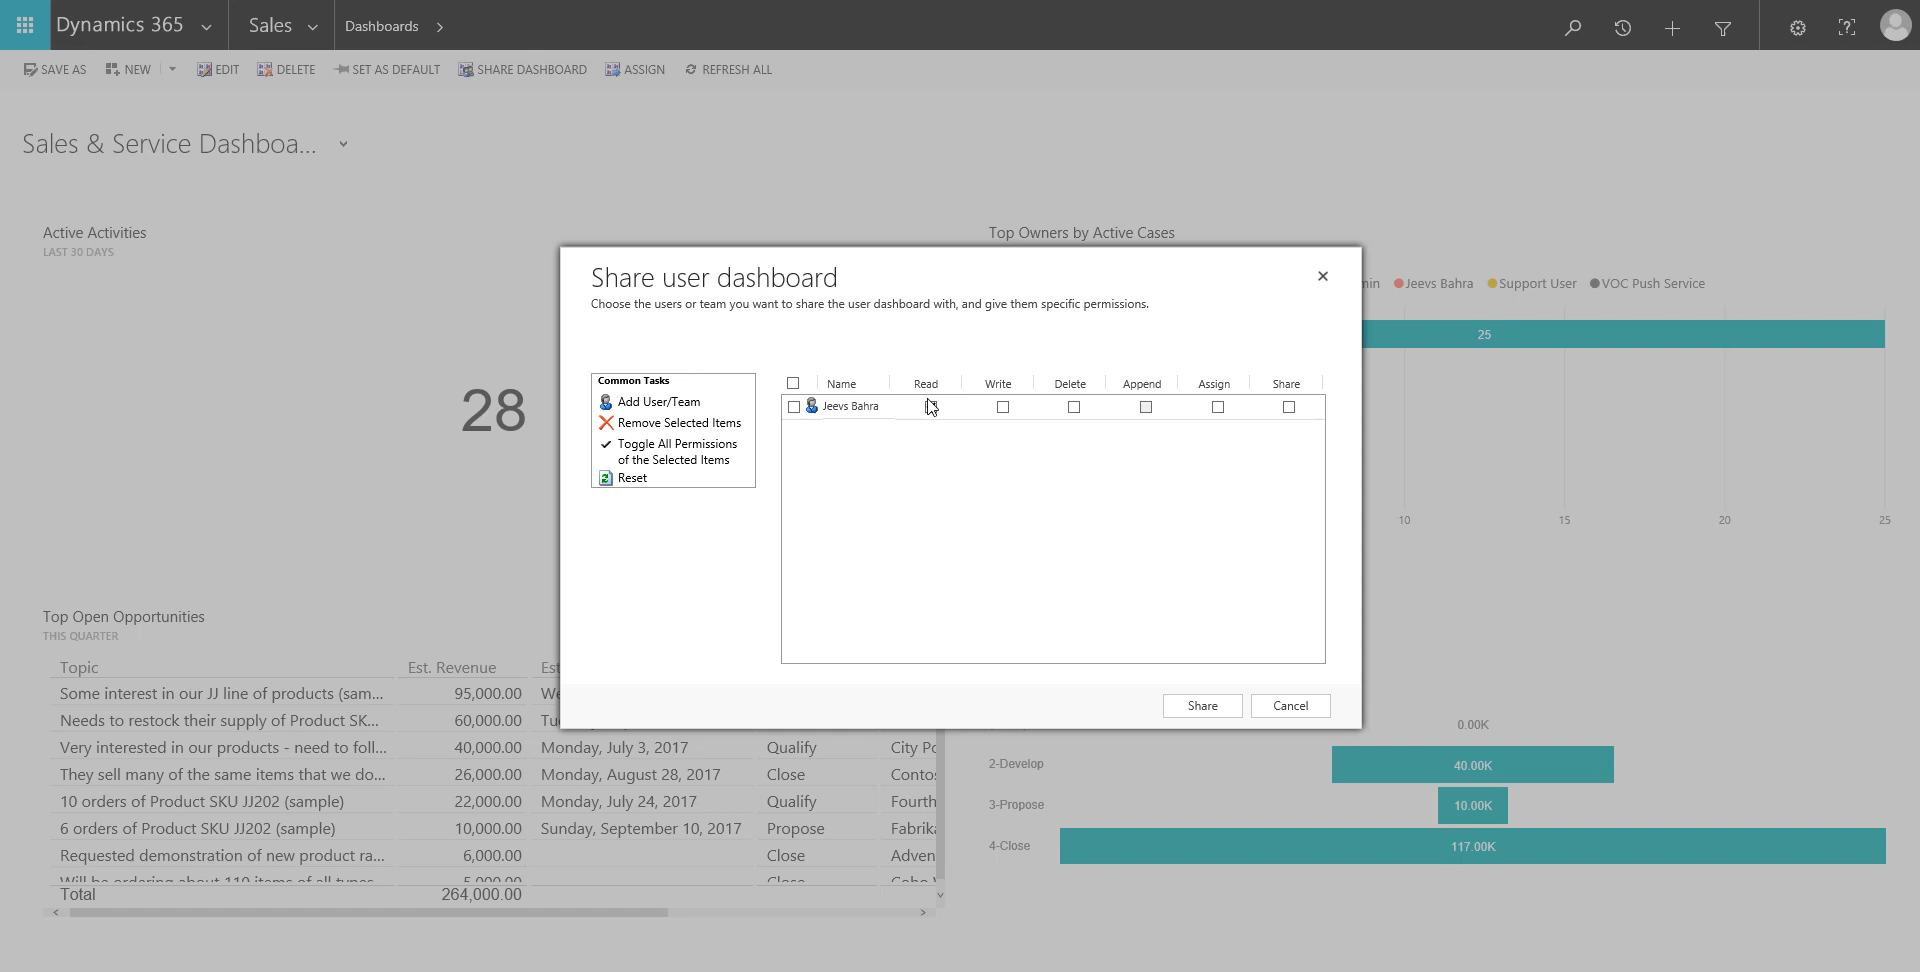 Dynamics 365
Sales
Dashboards
SAVE AS
NEW
EDIT
DELETE
SET AS DEFAULT
SHARE DASHBOARD
ASSIGN
REFRESH ALL
Sales & Service Dashboa...
Active Activities
LAST 30 DAYS
28
Top Owners by Active Cases
Jeevs Bahra
Support User
VOC Push Service
25
10
15
20
25
Share user dashboard
Choose the users or team you want to share the user dashboard with, and give them specific permissions.
Common Tasks
Add User/Team
Remove Selected Items
Toggle All Permissions
of the Selected Items
Reset
Name Read Write Delete Append Assign Share
Jeevs Bahra
Share
Cancel
Top Open Opportunities
THIS QUARTER
Topic Est. Revenue
Some interest in our JJ line of products (sam... 95,000.00
Needs to restock their supply of Product SK... 60,000.00
Very interested in our products - need to foll... 40,000.00 Monday, July 3, 2017 Qualify City
They sell many of the same items that we do... 26,000.00 Monday, August 28, 2017 Close
10 orders of Product SKU JJ202 (sample) 22,000.00 Monday, July 24, 2017 Qualify Fourth
6 orders of Product SKU JJ202 (sample) 10,000.00 Sunday, September 10, 2017 Propose
Requested demonstration of new product ra... 6,000.00 Close
Total 264,000.00
0.00K
2-Develop 40.00K
3-Propose 10.00K
4-Close 117.00K